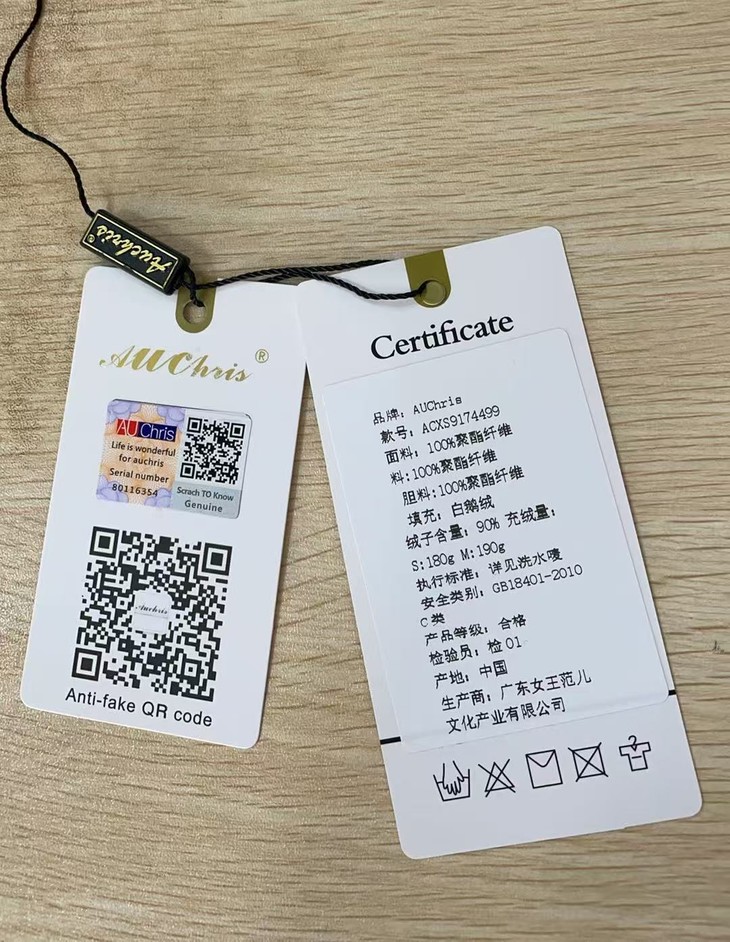 Auchris®
AUChris®
AU Chris
Life is wonderful
for auchris
Serial number
80116354
Scrach TO Know
Genuine
Auchris
Anti-fake QR code
Certificate
品牌：AUChris
款号：ACXS9174499
面料：100%聚酯纤维
料:100%聚酯纤维
胆料:100%聚酯纤维
填充：白鹅绒
绒子含量：90% 充绒量：
S:180g M:190g
执行标准：详见洗水唛
安全类别：GB18401-2010
C类
产品等级：合格
检验员：检01
产地：中国
生产商：广东女王范儿
文化产业有限公司